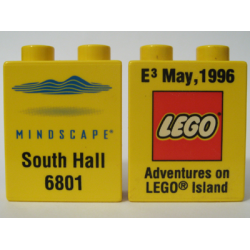 MINDSCAPE®
South Hall
6801
E³ May, 1996
LEGO
Adventures on
LEGO® Island